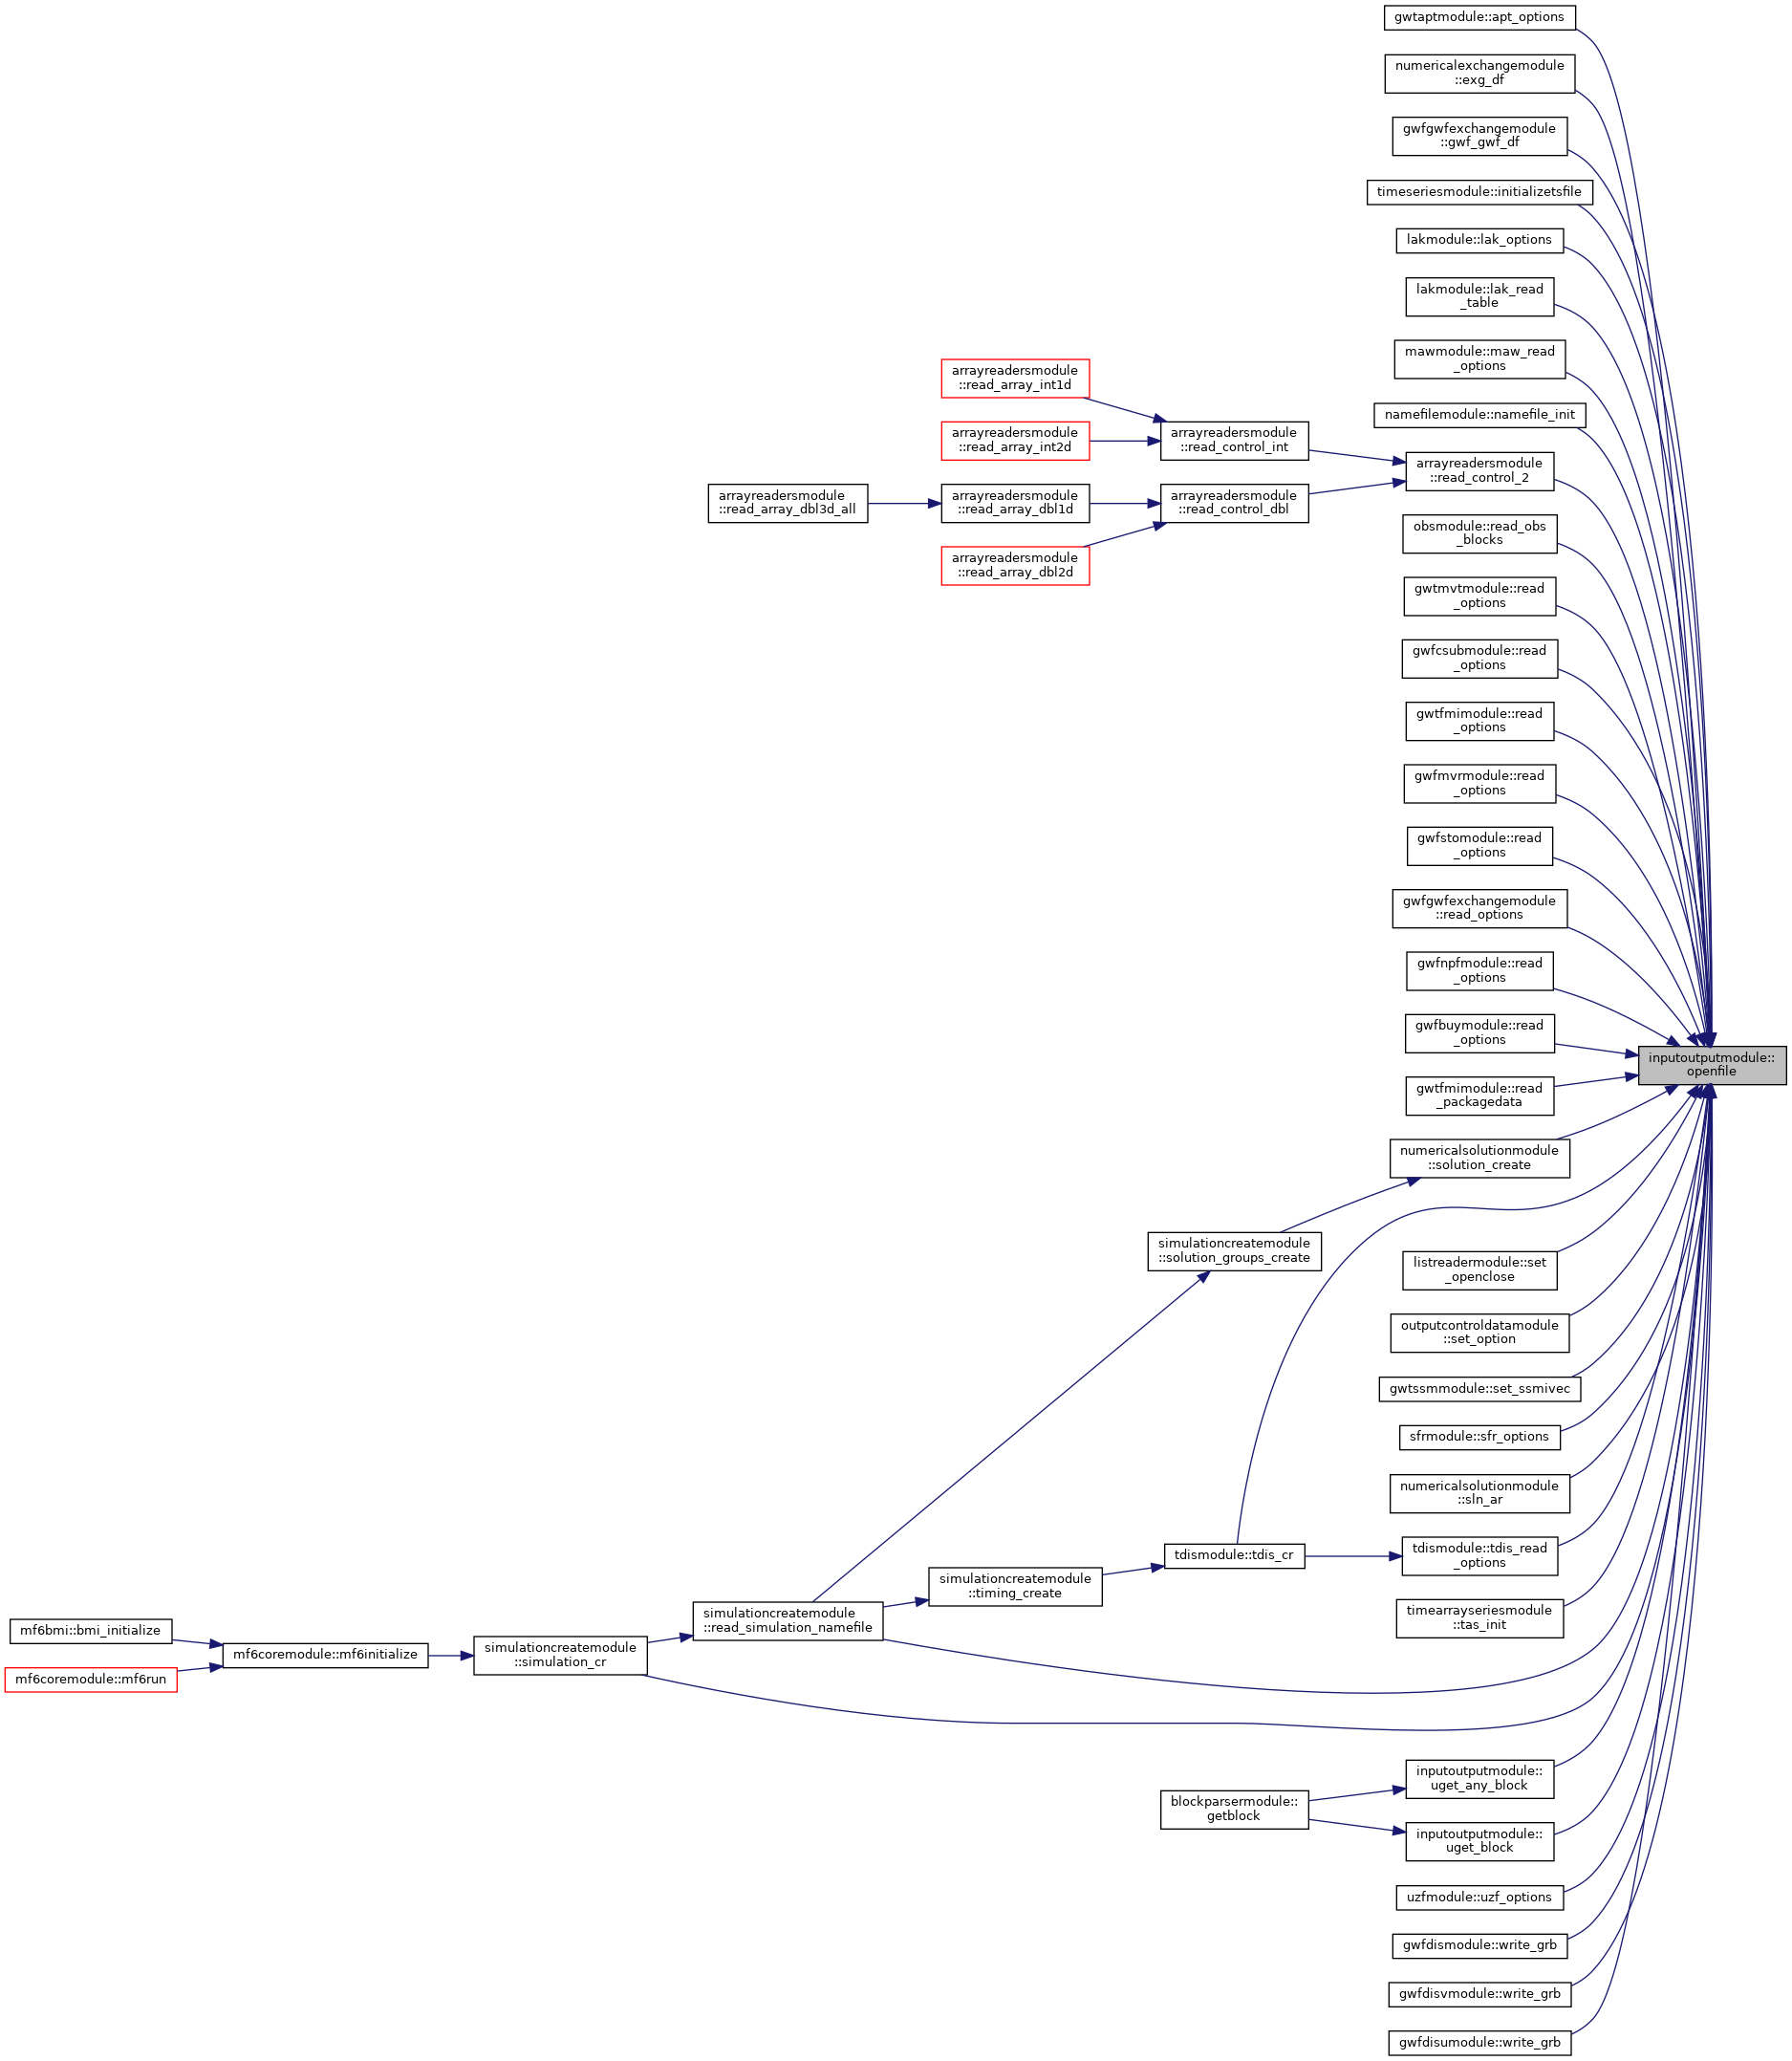 gwtaptmodule::apt_options
numericalexchangemodule
::exg_df
gwfgwfexchangemodule
::gwf_gwf_df
timeseriesmodule::initializetsfile
lakmodule::lak_options
lakmodule::lak_read
_table
mawmodule::maw_read
_options
namefilemodule::namefile_init
arrayreadersmodule
::read_array_int1d
arrayreadersmodule
::read_array_int2d
arrayreadersmodule
::read_control_int
arrayreadersmodule
::read_control_2
arrayreadersmodule
::read_array_dbl3d_all
arrayreadersmodule
::read_array_dbl1d
arrayreadersmodule
::read_control_dbl
arrayreadersmodule
::read_array_dbl2d
obsmodule::read_obs
_blocks
gwtmvtmodule::read
_options
gwfcsubmodule::read
_options
gwtfmimodule::read
_options
gwfmvrmodule::read
_options
gwfstomodule::read
_options
gwfgwfexchangemodule
::read_options
gwfnpfmodule::read
_options
gwfbuymodule::read
_options
inputoutputmodule::
openfile
gwtfmimodule::read
_packagedata
numericalsolutionmodule
::solution_create
simulationcreatemodule
::solution_groups_create
listreadermodule::set
_openclose
outputcontroldatamodule
::set_option
gwtssmmodule::set_ssmivec
sfrmodule::sfr_options
numericalsolutionmodule
::sln_ar
tdismodule::tdis_read
_options
tdismodule::tdis_cr
simulationcreatemodule
::timing_create
timearrayseriesmodule
::tas_init
simulationcreatemodule
::read_simulation_namefile
simulationcreatemodule
::simulation_cr
mf6coremodule::mf6initialize
mf6bmi::bmi_initialize
mf6coremodule::mf6run
inputoutputmodule::
uget_any_block
blockparsermodule::
getblock
inputoutputmodule::
uget_block
uzfmodule::uzf_options
gwfdismodule::write_grb
gwfdisvmodule::write_grb
gwfdisumodule::write_grb